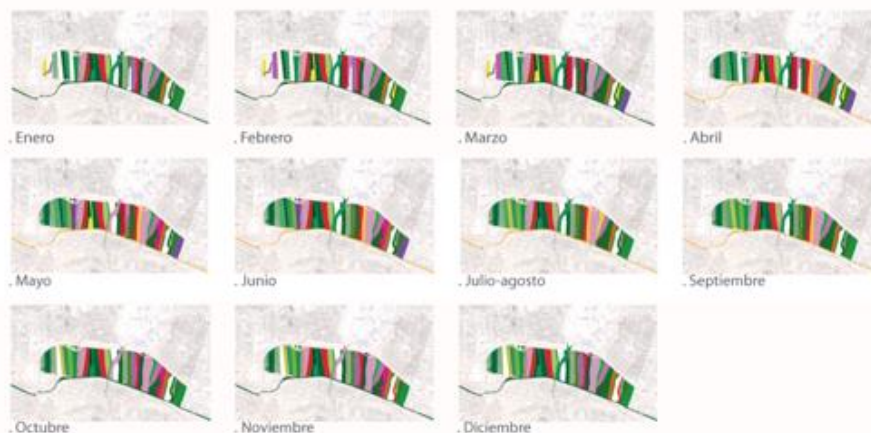 . Enero
. Febrero
. Marzo
. Abril
. Mayo
. Junio
. Julio-agosto
. Septiembre
. Octubre
. Noviembre
. Diciembre